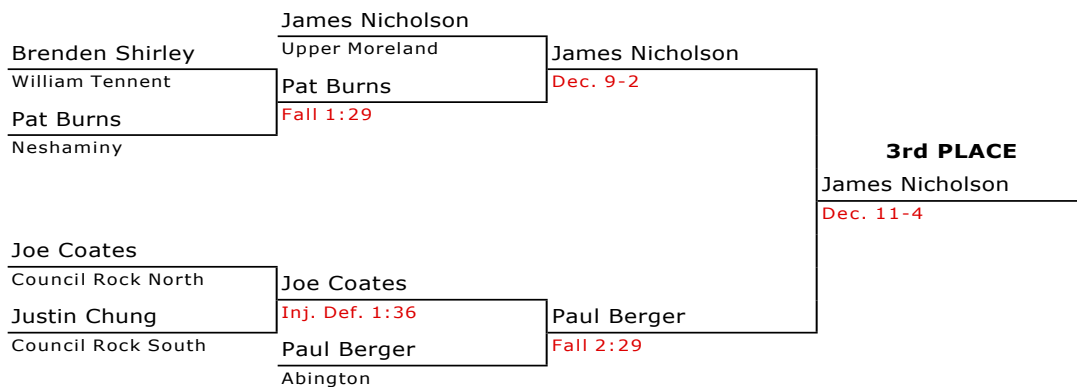 James Nicholson
Upper Moreland
Brenden Shirley
William Tennent
James Nicholson
Dec. 9-2
Pat Burns
Fall 1:29
Pat Burns
Neshaminy
3rd PLACE
James Nicholson
Dec. 11-4
Joe Coates
Council Rock North
Joe Coates
Inj. Def. 1:36
Justin Chung
Council Rock South
Paul Berger
Fall 2:29
Paul Berger
Abington